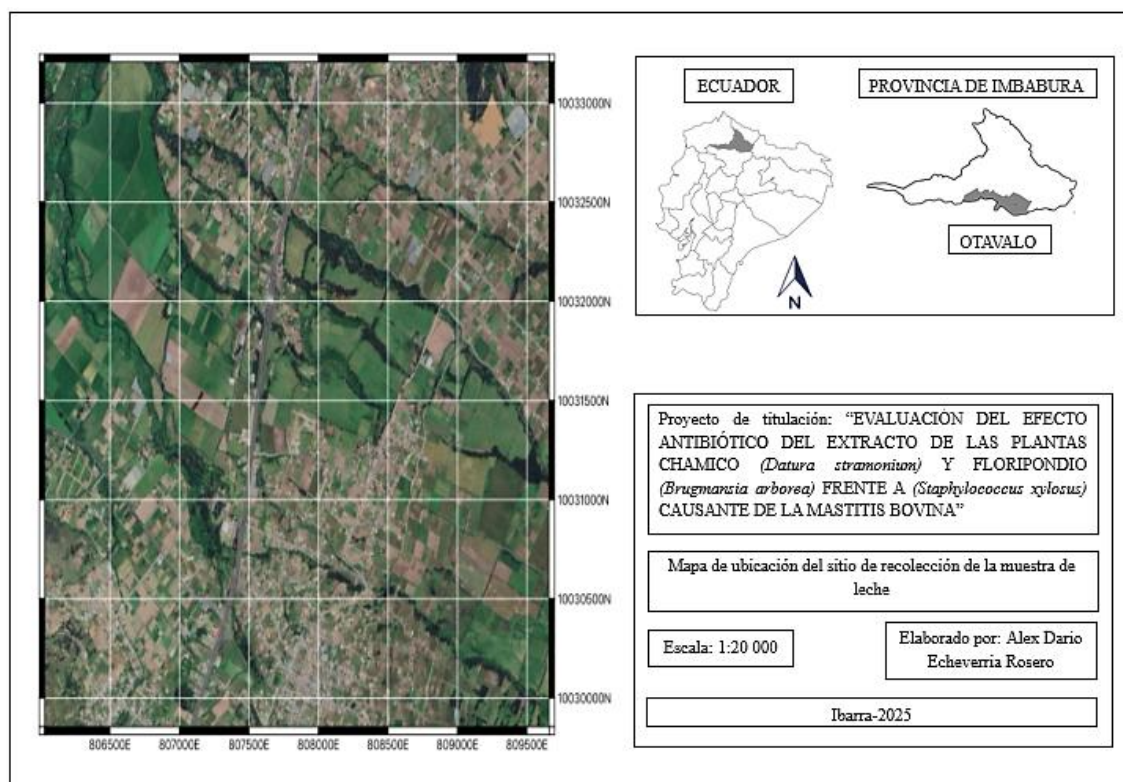 10033000N
10032500N
10032000N
10031500N
10031000N
10030500N
10030000N
806500E 807000E 807500E 808000E 808500E 809000E 809500E
ECUADOR
PROVINCIA DE IMBABURA
OTAVALO
N
Proyecto de titulación: “EVALUACIÓN DEL EFECTO
ANTIBIÓTICO DEL EXTRACTO DE LAS PLANTAS
CHAMICO (Datura stramonium) Y FLORIPONDIO
(Brugmansia arborea) FRENTE A (Staphylococcus xylosus)
CAUSANTE DE LA MASTITIS BOVINA”
Mapa de ubicación del sitio de recolección de la muestra de
leche
Escala: 1:20 000
Elaborado por: Alex Dario
Echeverria Rosero
Ibarra-2025